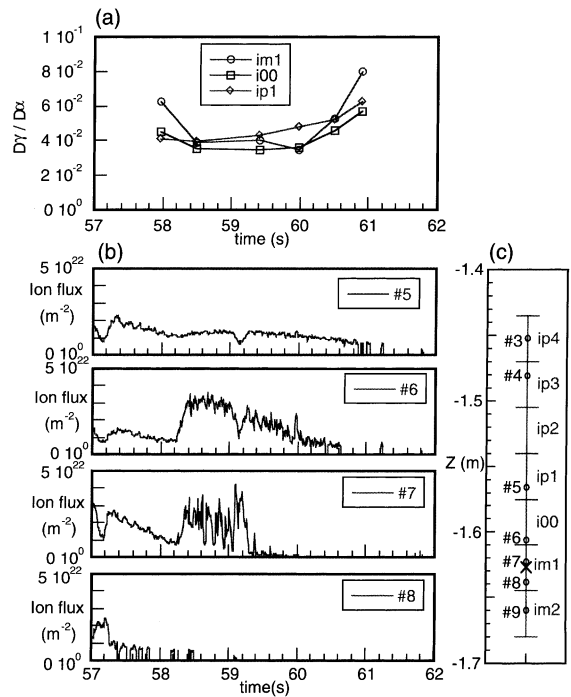 (a)
1 10⁻¹
8 10⁻²
6 10⁻²
4 10⁻²
2 10⁻²
0 10⁰
Dγ / Dα
im1
i00
ip1
57 58 59 60 61 62
time (s)
(b)
5 10²²
Ion flux
(m⁻²)
0 10⁰
#5
5 10²²
Ion flux
(m⁻²)
0 10⁰
#6
5 10²²
Ion flux
(m⁻²)
0 10⁰
#7
5 10²²
Ion flux
(m⁻²)
0 10⁰
#8
57 58 59 60 61 62
time(s)
(c)
-1.4
-1.5
Z (m)
-1.6
-1.7
#3 ip4
#4 ip3
ip2
#5 ip1
i00
#6
#7 im1
#8
#9 im2